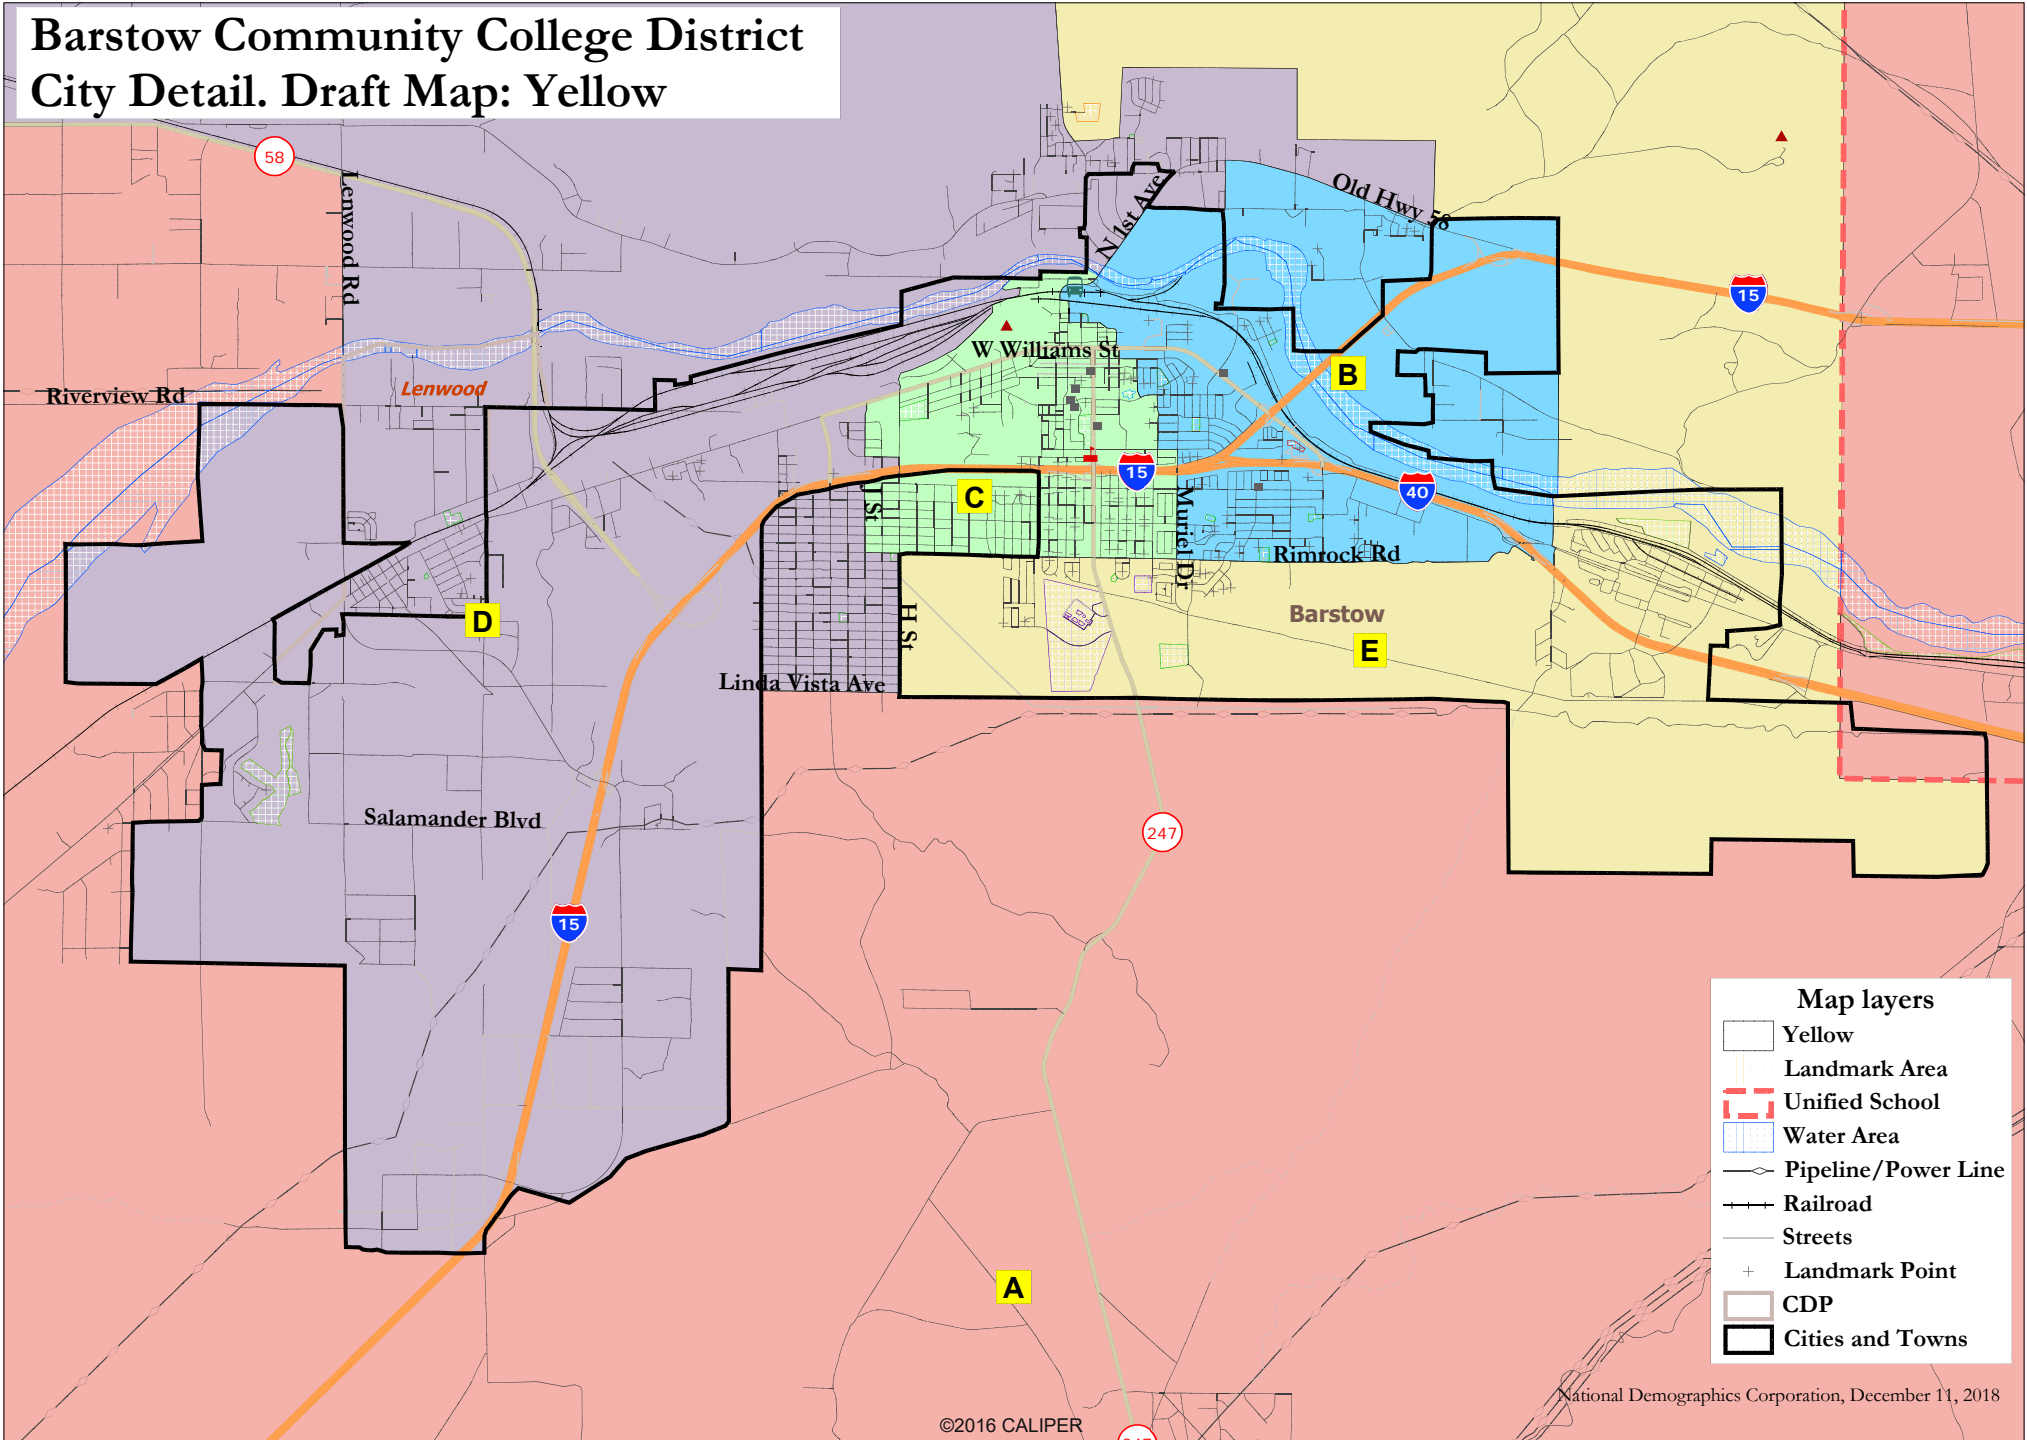 Barstow Community College District
City Detail. Draft Map: Yellow
58
Lenwood Rd
N 1st Ave
Old Hwy 58
15
W Williams St
Lenwood
Riverview Rd
B
15
40
C
J St
Muriel Dr
Rimrock Rd
Barstow
D
H St
E
Linda Vista Ave
Salamander Blvd
247
15
A
Map layers
Yellow
Landmark Area
Unified School
Water Area
Pipeline/Power Line
Railroad
Streets
Landmark Point
CDP
Cities and Towns
National Demographics Corporation, December 11, 2018
©2016 CALIPER